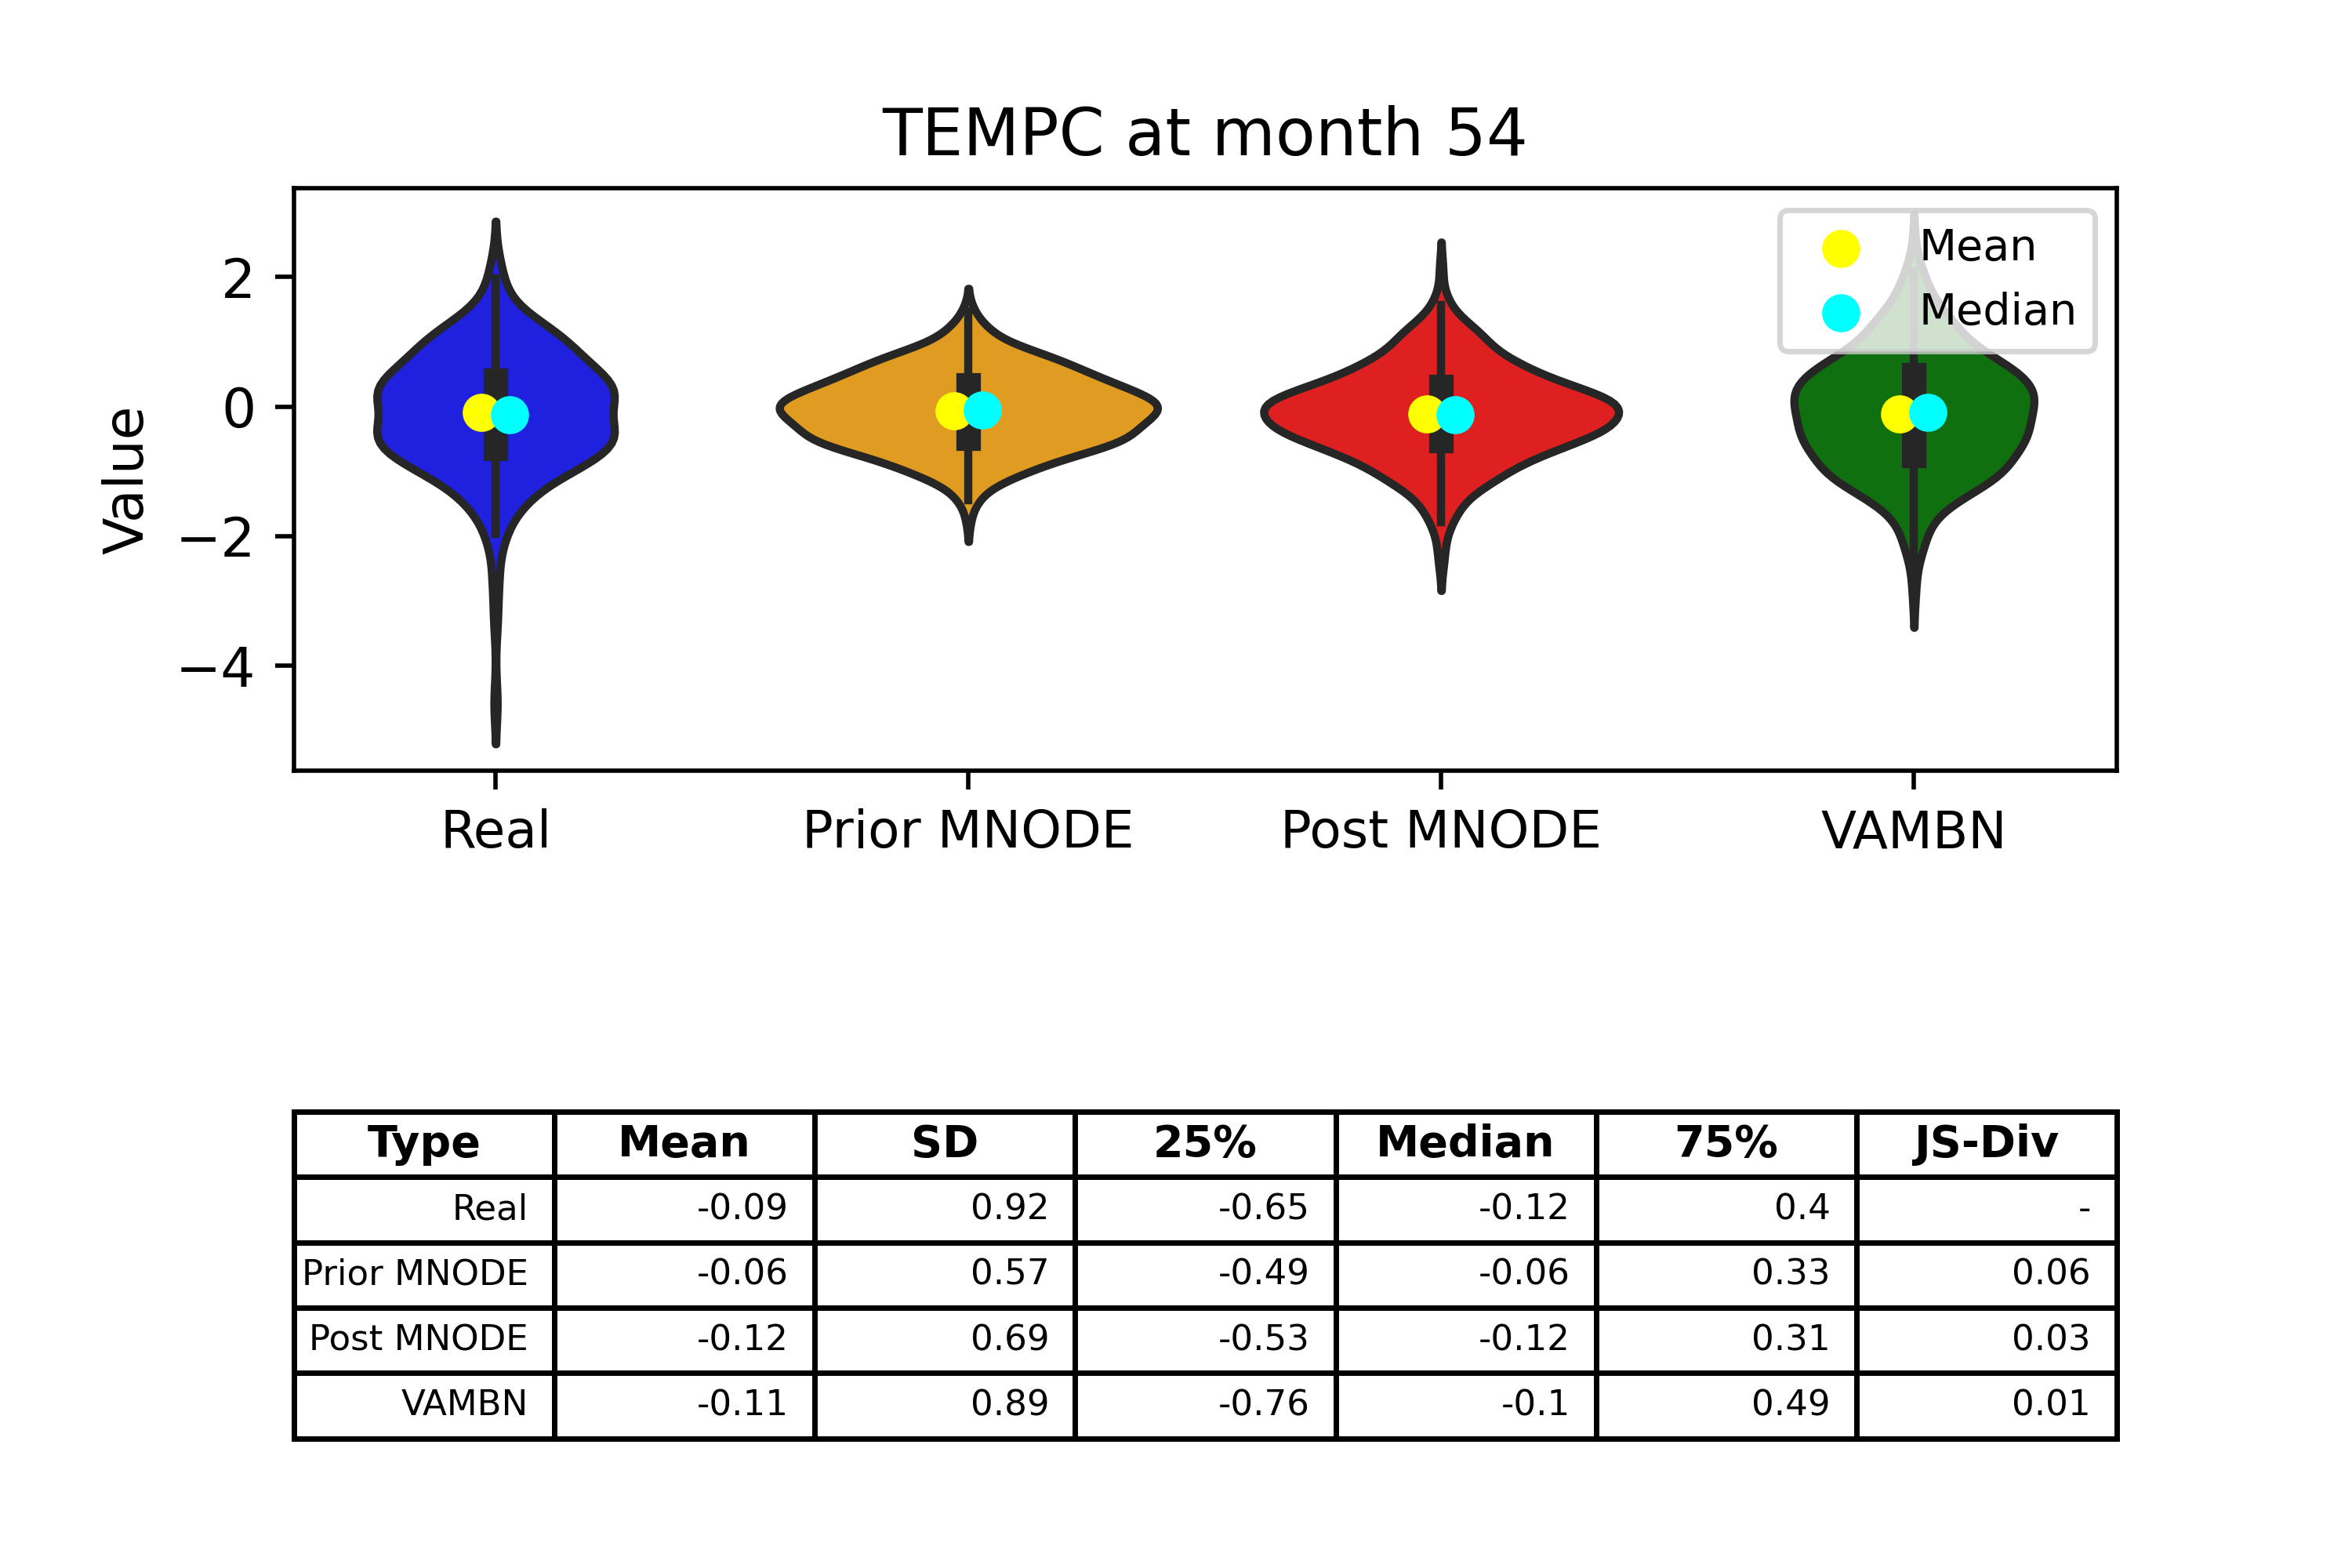 TEMPC at month 54
Mean
Median
2
0
−2
−4
Value
Real Prior MNODE Post MNODE VAMBN
Type Mean SD 25% Median 75% JS-Div
Real -0.09 0.92 -0.65 -0.12 0.4 -
Prior MNODE -0.06 0.57 -0.49 -0.06 0.33 0.06
Post MNODE -0.12 0.69 -0.53 -0.12 0.31 0.03
VAMBN -0.11 0.89 -0.76 -0.1 0.49 0.01